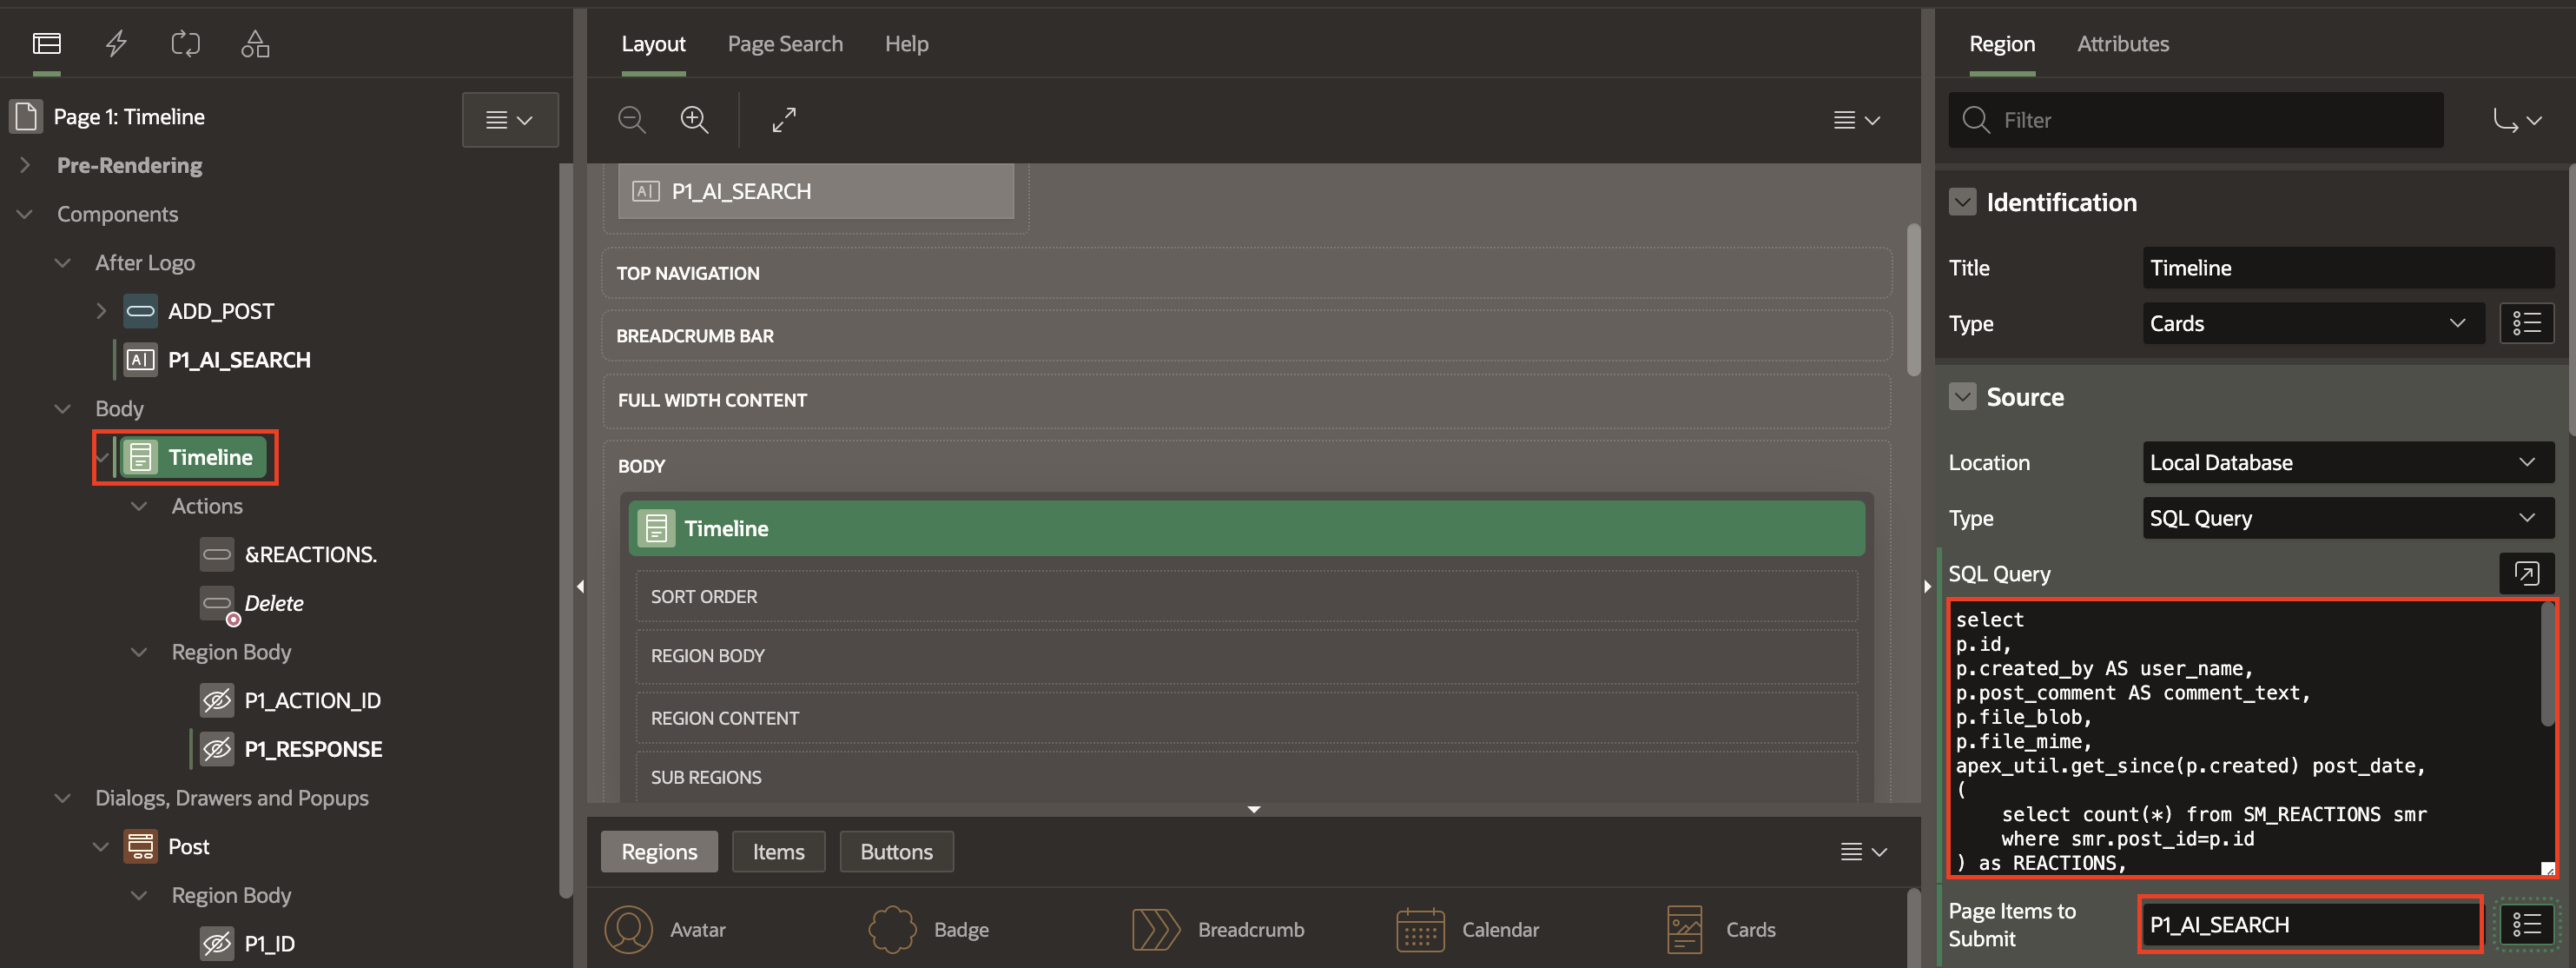 Page 1: Timeline
Pre-Rendering
Components
After Logo
ADD_POST
P1_AI_SEARCH
Body
Timeline
Actions
&REACTIONS.
Delete
Region Body
P1_ACTION_ID
P1_RESPONSE
Dialogs, Drawers and Popups
Post
Region Body
P1_ID
Layout
Page Search
Help
P1_AI_SEARCH
TOP NAVIGATION
BREADCRUMB BAR
FULL WIDTH CONTENT
BODY
Timeline
SORT ORDER
REGION BODY
REGION CONTENT
SUB REGIONS
Regions
Items
Buttons
Avatar
Badge
Breadcrumb
Calendar
Cards
Region
Attributes
Filter
Identification
Title
Timeline
Type
Cards
Source
Location
Local Database
Type
SQL Query
SQL Query
select
p.id,
p.created_by AS user_name,
p.post_comment AS comment_text,
p.file_blob,
p.file_mime,
apex_util.get_since(p.created) post_date,
(
select count(*) from SM_REACTIONS smr
where smr.post_id=p.id
) as REACTIONS,
Page Items to
Submit
P1_AI_SEARCH